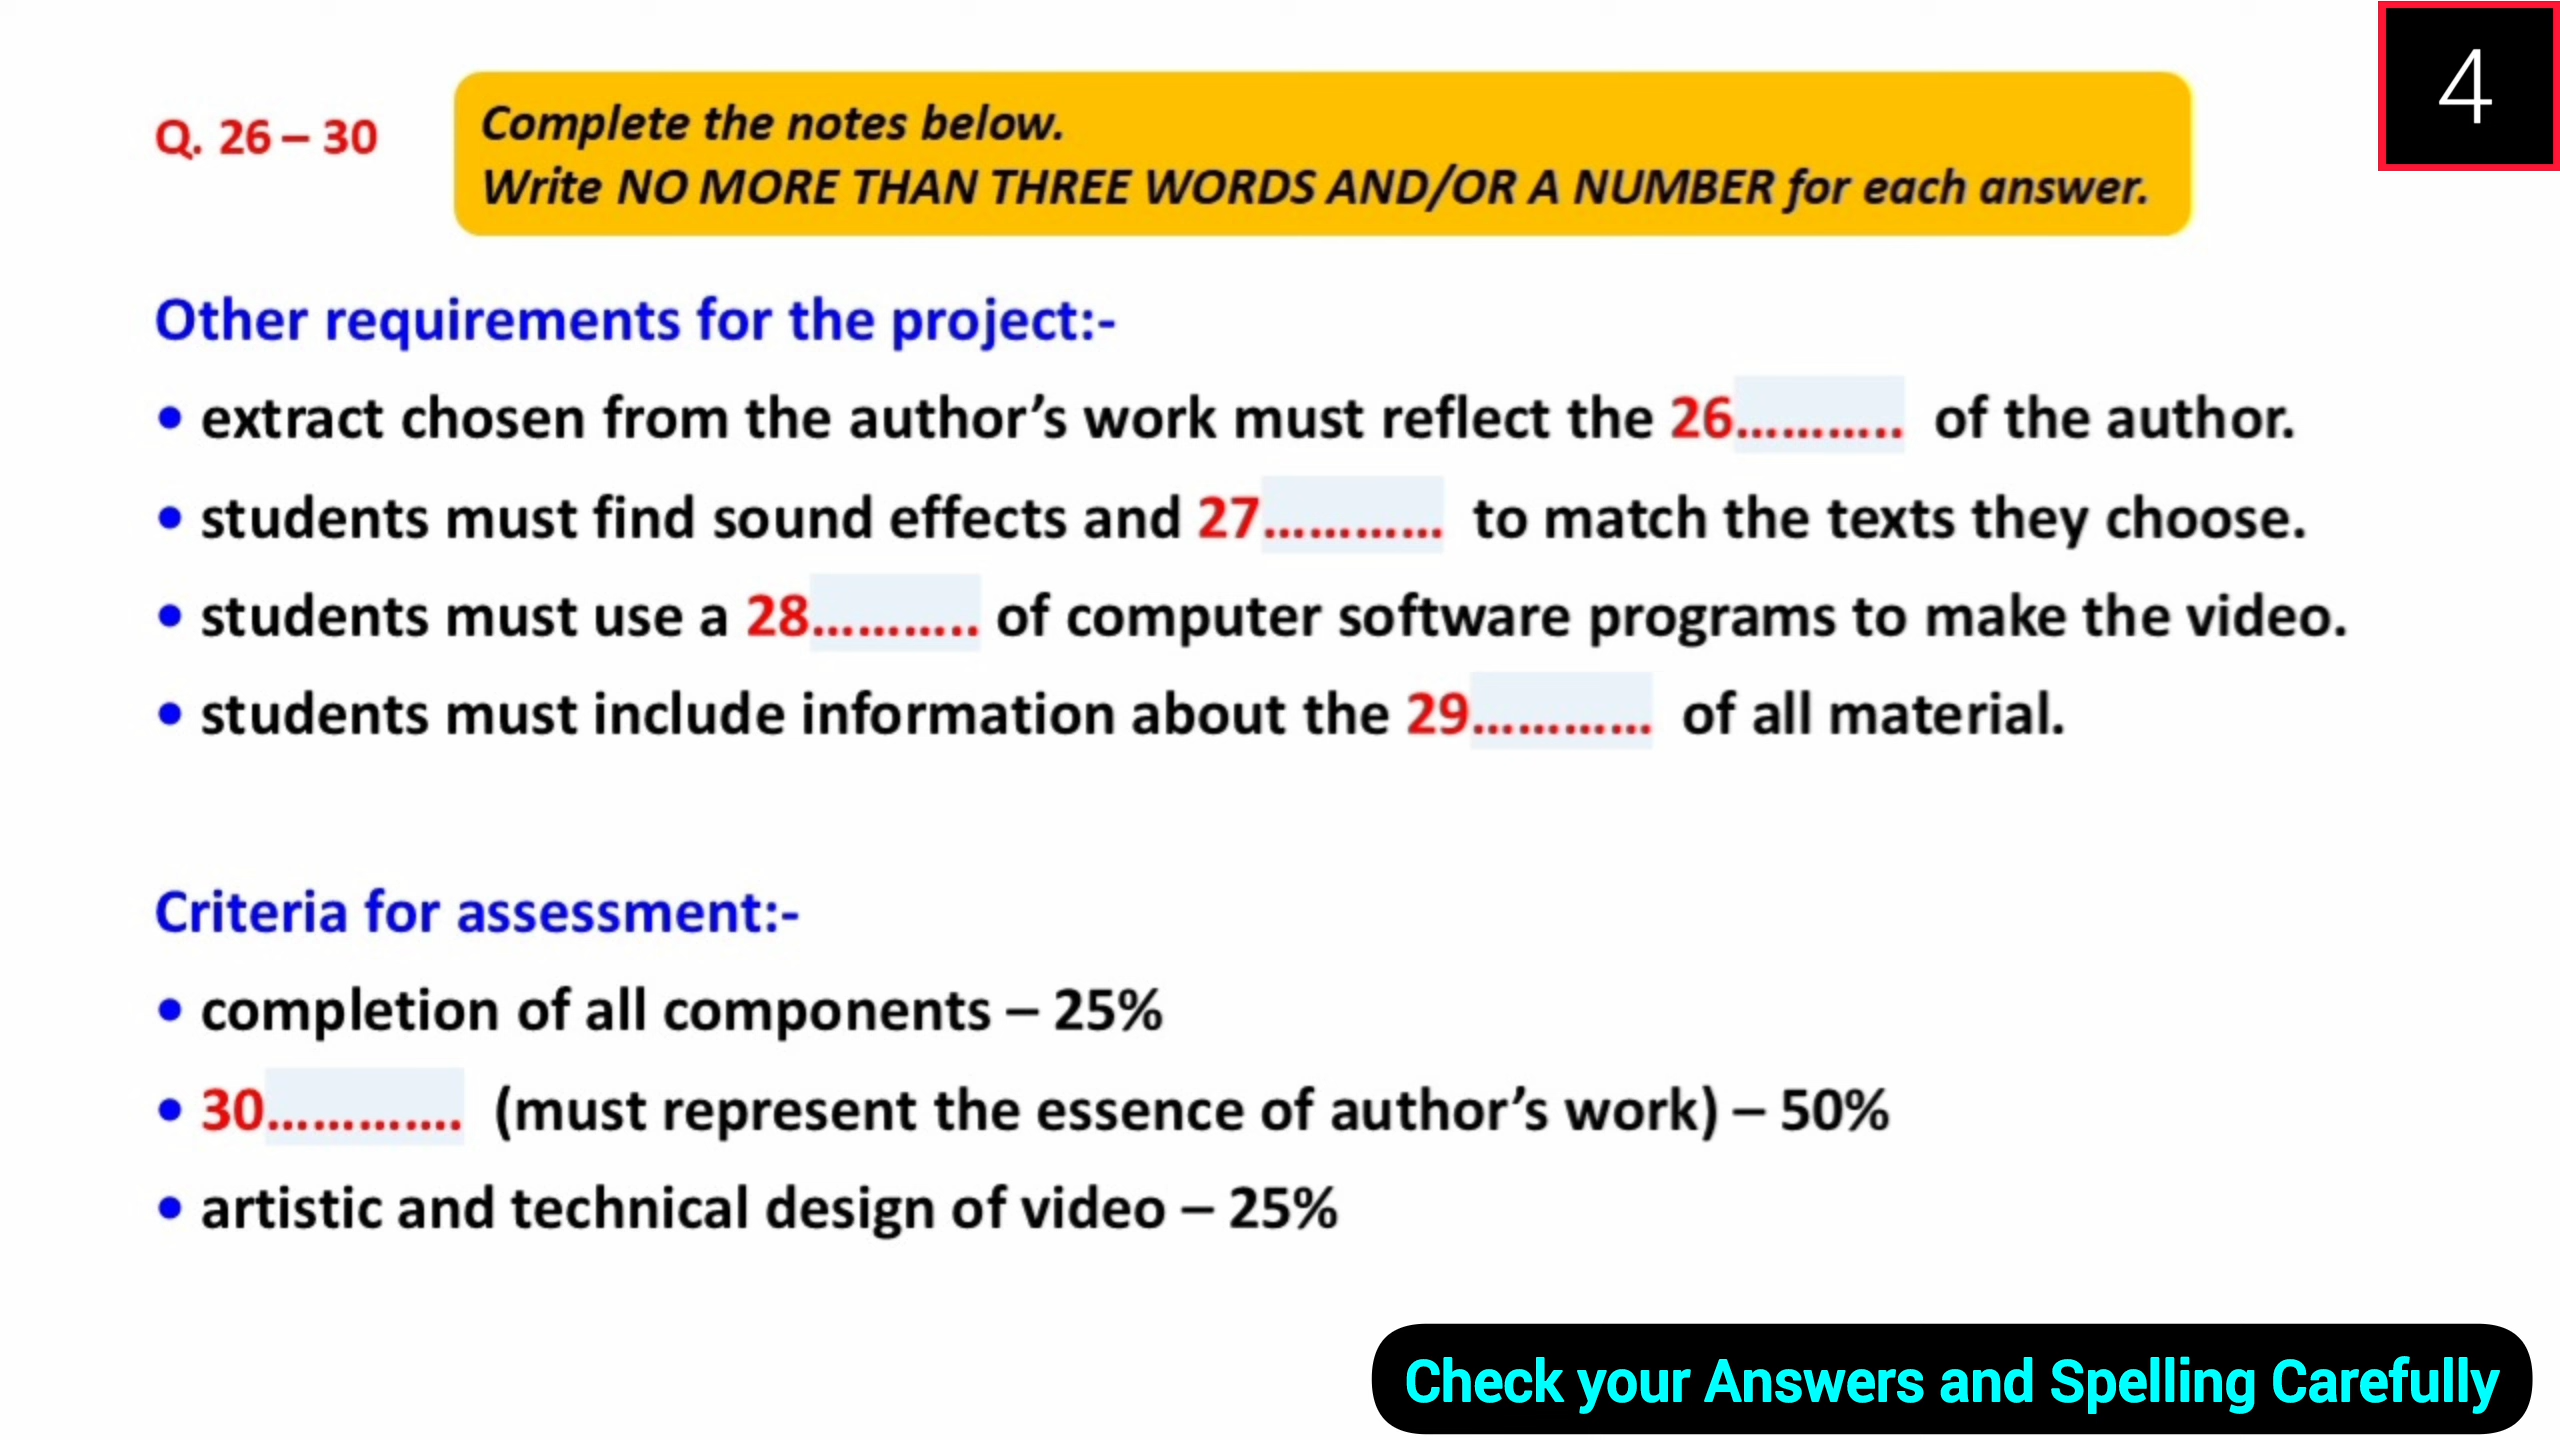 4
Q. 26 – 30
Complete the notes below.
Write NO MORE THAN THREE WORDS AND/OR A NUMBER for each answer.
Other requirements for the project:-
• extract chosen from the author’s work must reflect the 26........... of the author.
• students must find sound effects and 27............ to match the texts they choose.
• students must use a 28........... of computer software programs to make the video.
• students must include information about the 29............ of all material.
Criteria for assessment:-
• completion of all components – 25%
• 30............. (must represent the essence of author’s work) – 50%
• artistic and technical design of video – 25%
Check your Answers and Spelling Carefully